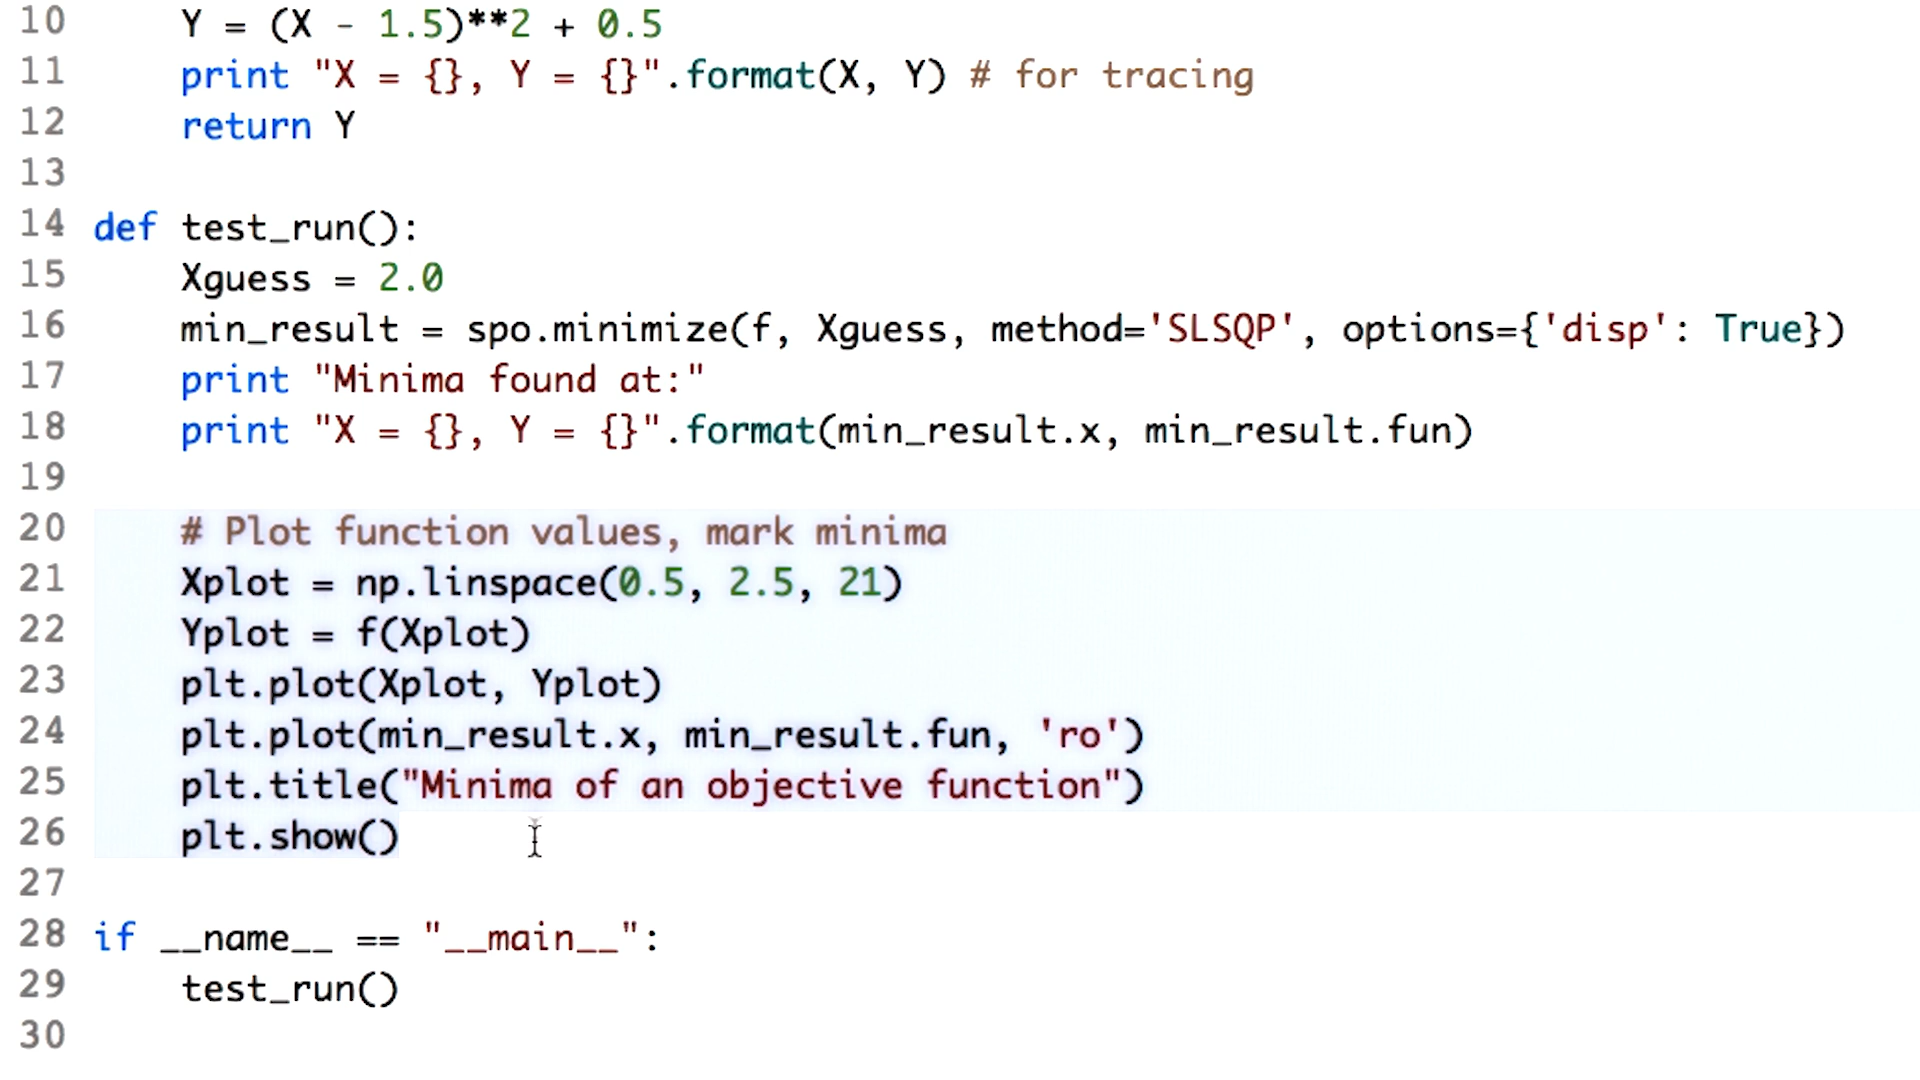 10 Y = (X - 1.5)**2 + 0.5
11 print "X = {}, Y = {}".format(X, Y) # for tracing
12 return Y
13
14 def test_run():
15 Xguess = 2.0
16 min_result = spo.minimize(f, Xguess, method='SLSQP', options={'disp': True})
17 print "Minima found at:"
18 print "X = {}, Y = {}".format(min_result.x, min_result.fun)
19
20 # Plot function values, mark minima
21 Xplot = np.linspace(0.5, 2.5, 21)
22 Yplot = f(Xplot)
23 plt.plot(Xplot, Yplot)
24 plt.plot(min_result.x, min_result.fun, 'ro')
25 plt.title("Minima of an objective function")
26 plt.show()
27
28 if __name__ == "__main__":
29 test_run()
30